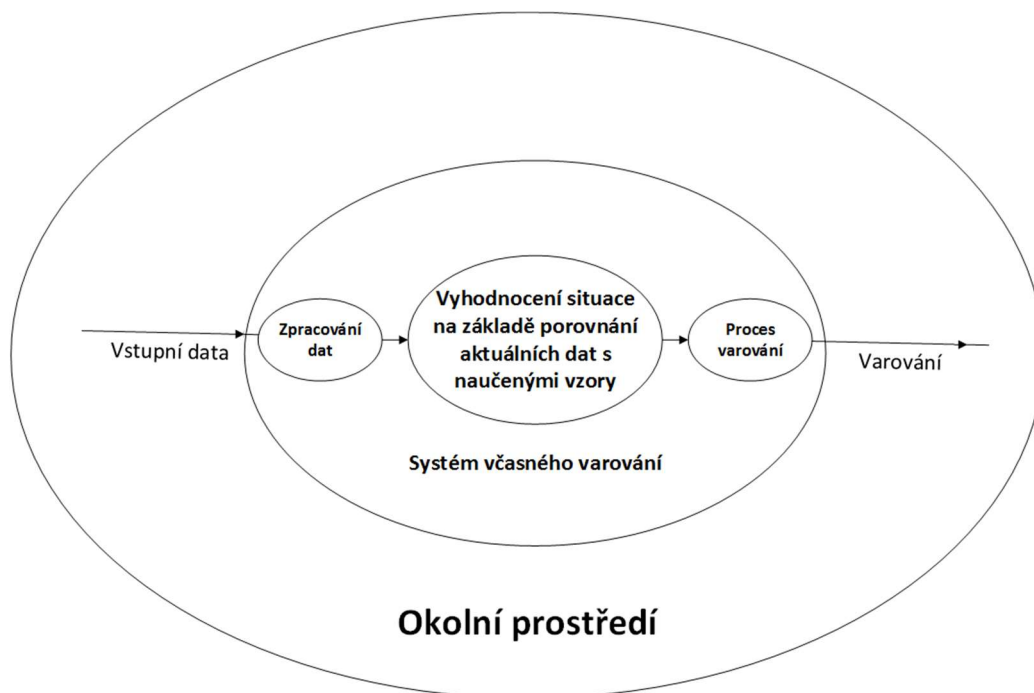 Vstupní data
Zpracování
dat
Vyhodnocení situace
na základě porovnání
aktuálních dat s
naučenými vzory
Proces
varování
Varování
Systém včasného varování
Okolní prostředí